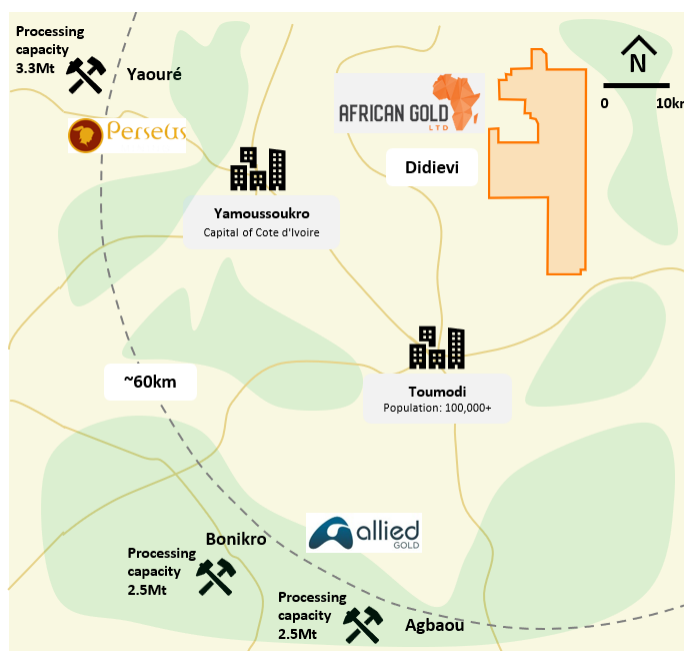 Processing
capacity
3.3Mt
Yaouré
Perseus
N
0 10km
AFRICAN GOLD
LTD
Didievi
Yamoussoukro
Capital of Cote d'Ivoire
~60km
Toumodi
Population: 100,000+
allied
GOLD
Bonikro
Processing
capacity
2.5Mt
Processing
capacity
2.5Mt
Agbaou